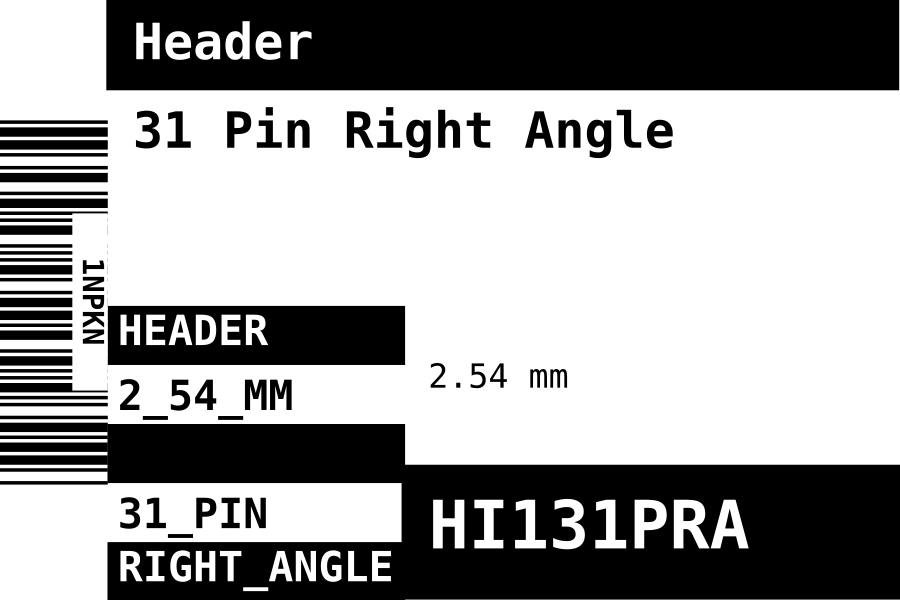 Header
31 Pin Right Angle
1NPKN
HEADER
2_54_MM
2.54 mm
31_PIN
RIGHT_ANGLE
HI131PRA